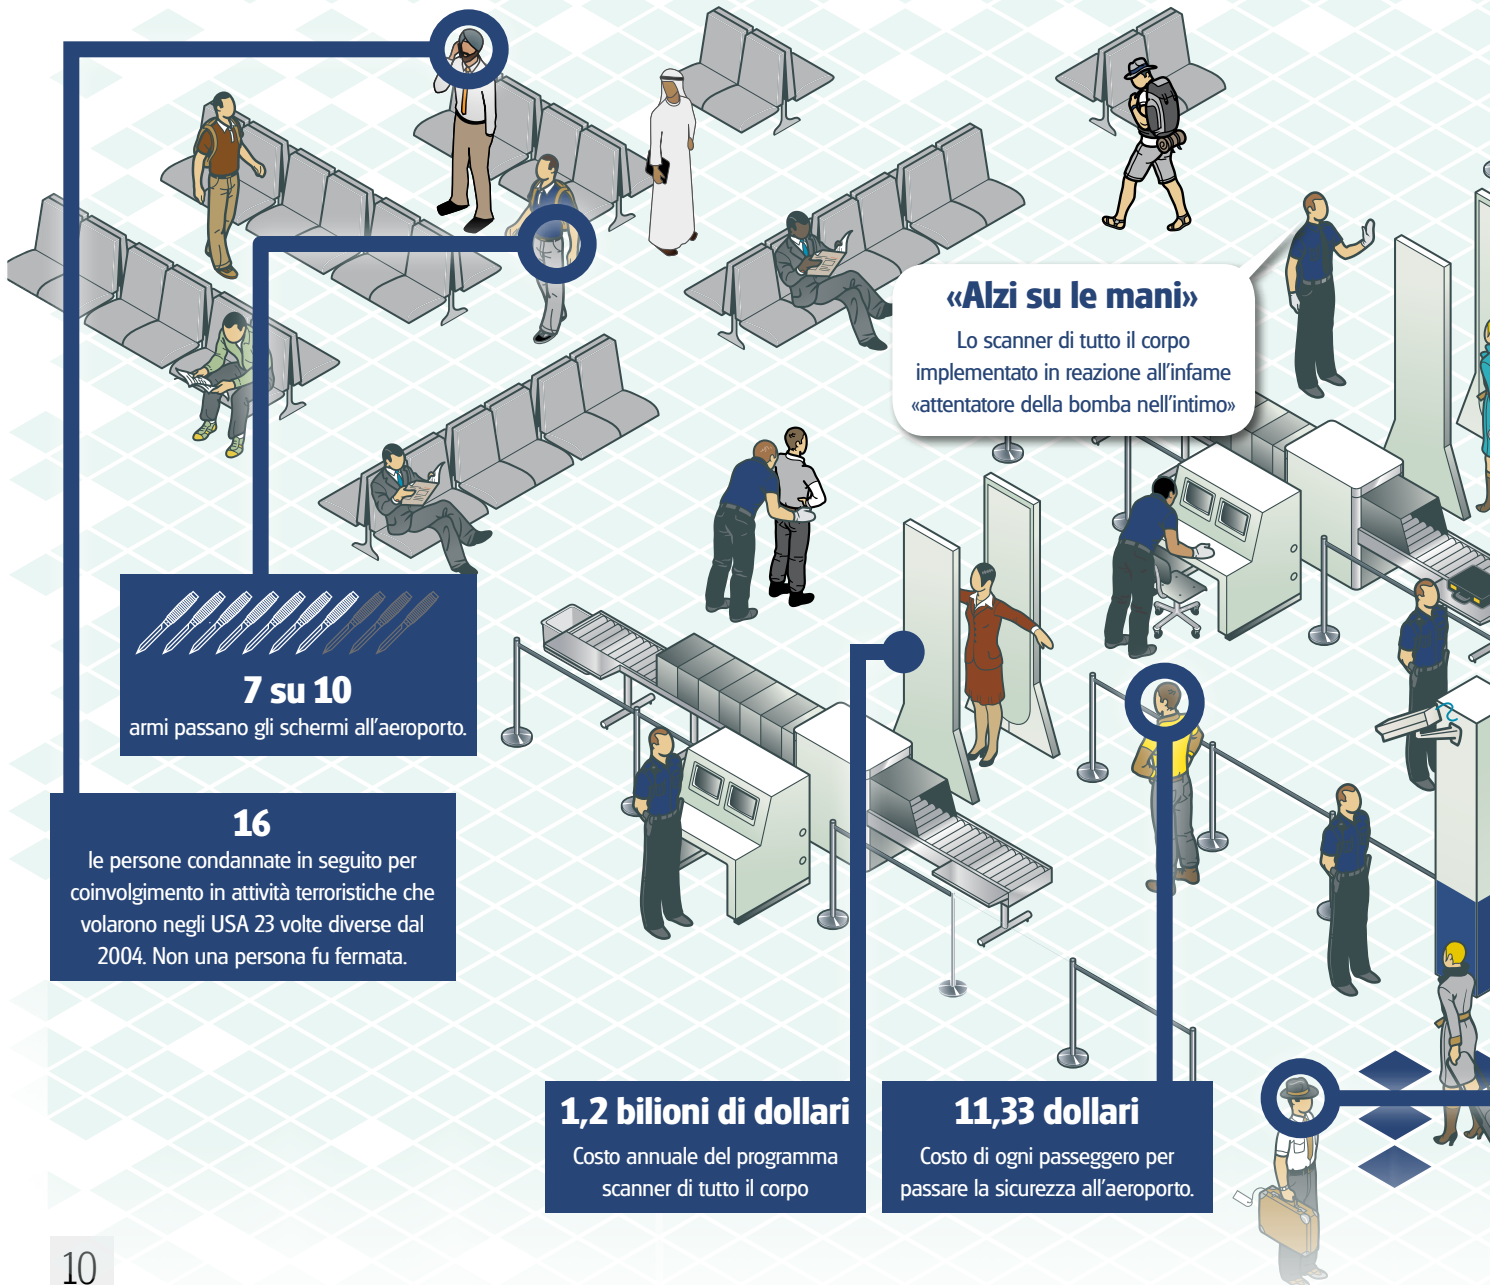 «Alzi su le mani»
Lo scanner di tutto il corpo
implementato in reazione all'infame
«attentatore della bomba nell'intimo»
7 su 10
armi passano gli schermi all'aeroporto.
16
le persone condannate in seguito per
coinvolgimento in attività terroristiche che
volarono negli USA 23 volte diverse dal
2004. Non una persona fu fermata.
1,2 bilioni di dollari
Costo annuale del programma
scanner di tutto il corpo
11,33 dollari
Costo di ogni passeggero per
passare la sicurezza all'aeroporto.
10